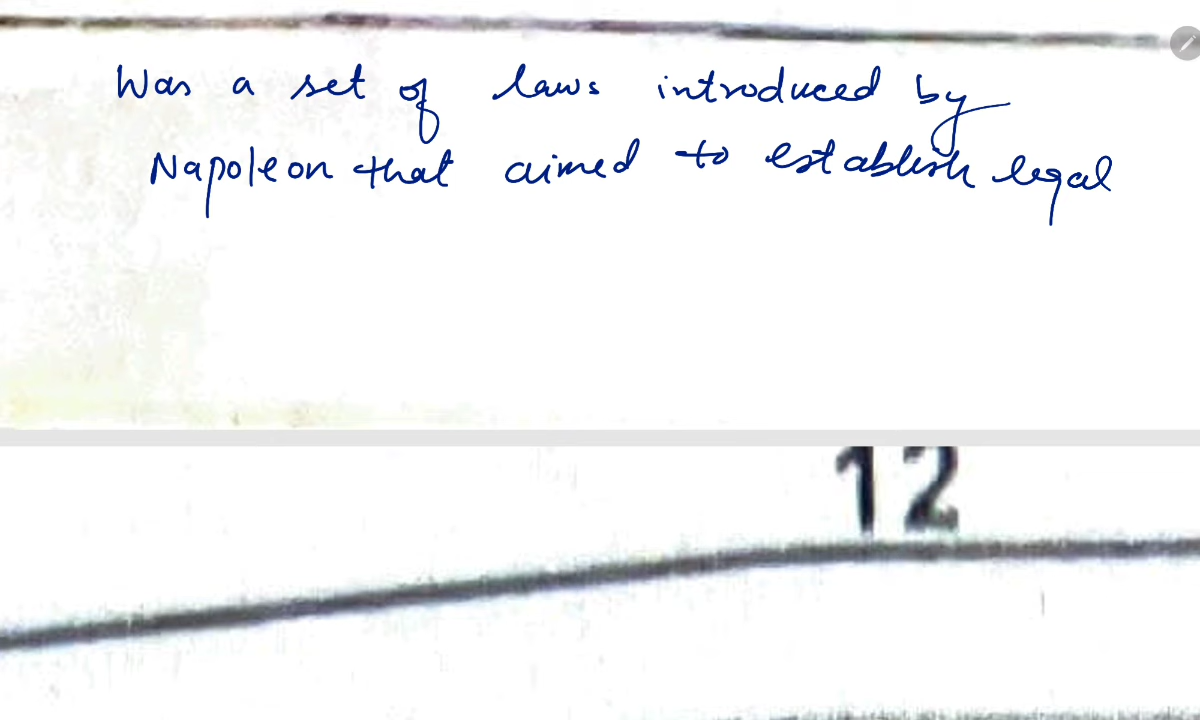 Was a set of laws introduced by
Napoleon that aimed to establish legal
12